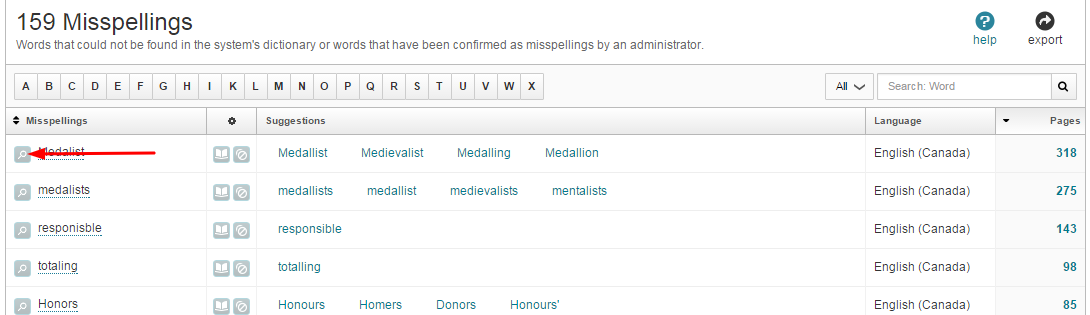 159 Misspellings
Words that could not be found in the system's dictionary or words that have been confirmed as misspellings by an administrator.
help export
A B C D E F G H I K L M N O P Q R S T U V W X
All Search: Word
Misspellings Suggestions Language Pages
Medalist Medallist Medievalist Medalling Medallion English (Canada) 318
medalists medallists medallist medievalists mentalists English (Canada) 275
responisble responsible English (Canada) 143
totaling totalling English (Canada) 98
Honors Honours Homers Donors Honours' English (Canada) 85